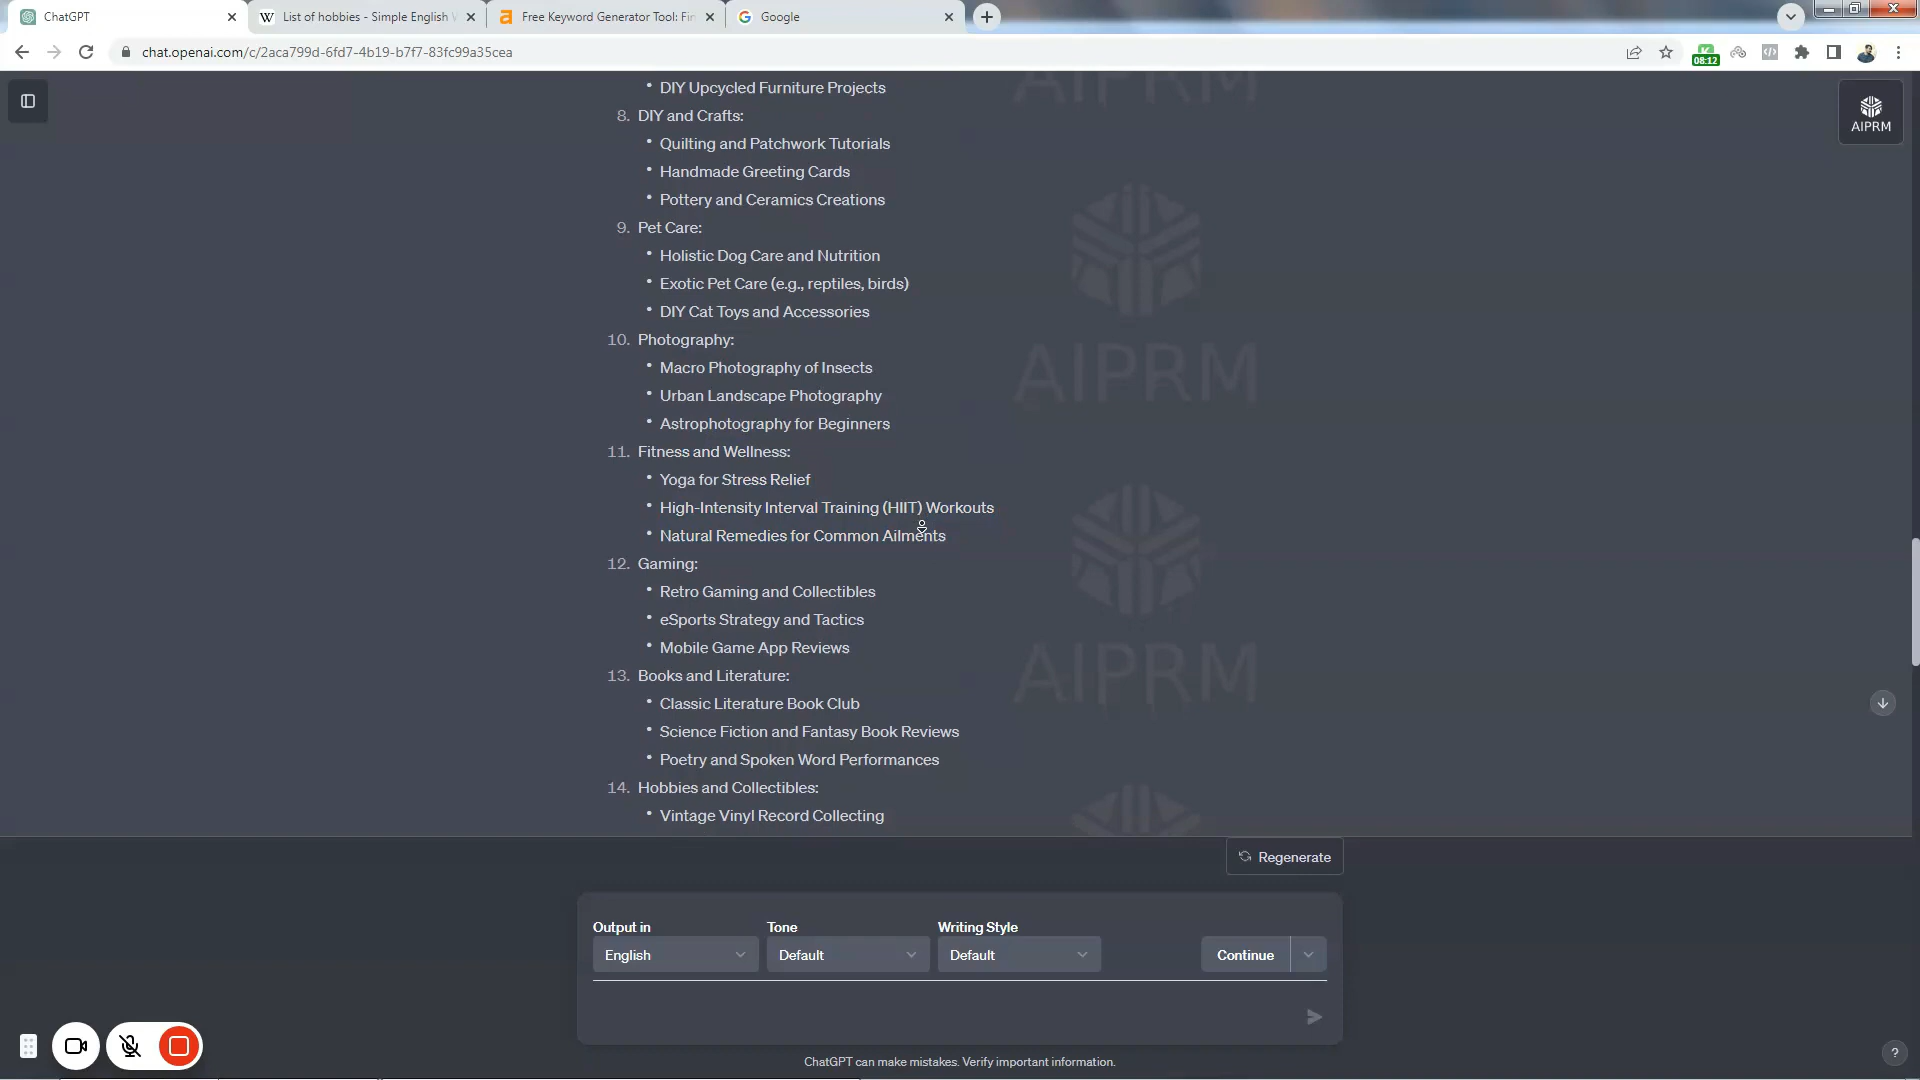 ChatGPT
List of hobbies - Simple English
Free Keyword Generator Tool: Fin
Google
chat.openai.com/c/2aca799d-6fd7-4b19-b7f7-83fc99a35cea
08:12
AIPRM
DIY Upcycled Furniture Projects
8. DIY and Crafts:
Quilting and Patchwork Tutorials
Handmade Greeting Cards
Pottery and Ceramics Creations
9. Pet Care:
Holistic Dog Care and Nutrition
Exotic Pet Care (e.g., reptiles, birds)
DIY Cat Toys and Accessories
10. Photography:
AIPRM
Macro Photography of Insects
Urban Landscape Photography
Astrophotography for Beginners
11. Fitness and Wellness:
Yoga for Stress Relief
High-Intensity Interval Training (HIIT) Workouts
Natural Remedies for Common Ailments
12. Gaming:
Retro Gaming and Collectibles
eSports Strategy and Tactics
Mobile Game App Reviews
AIPRM
13. Books and Literature:
Classic Literature Book Club
Science Fiction and Fantasy Book Reviews
Poetry and Spoken Word Performances
14. Hobbies and Collectibles:
Vintage Vinyl Record Collecting
Regenerate
Output in
Tone
Writing Style
English
Default
Default
Continue
ChatGPT can make mistakes. Verify important information.
?